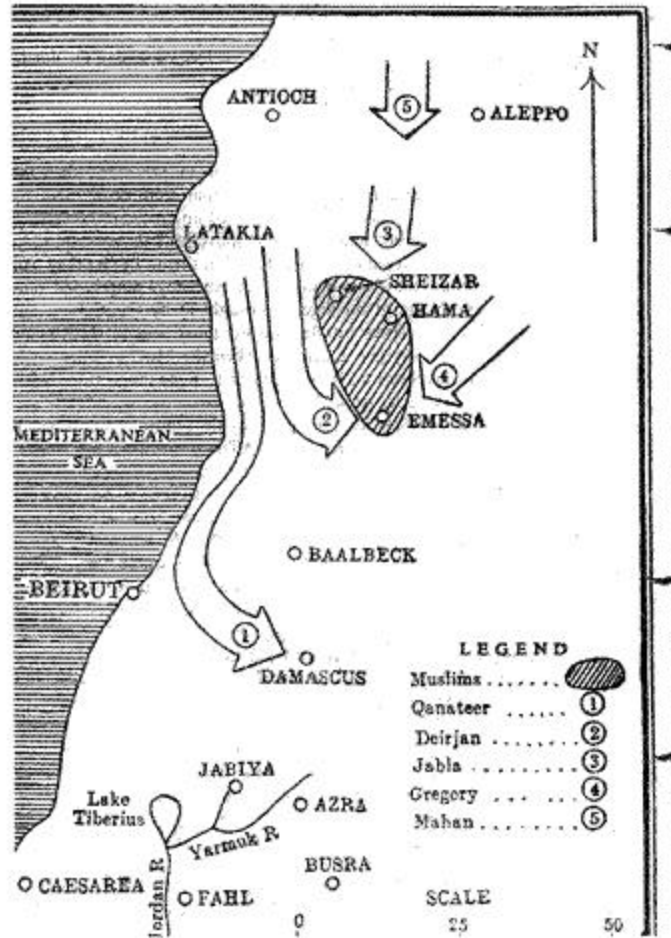 N
ANTIOCH
5
ALEPPO
LATAKIA
3
SHEIZAR
HAMA
4
2
EMESSA
MEDITERRANEAN
SEA
BAALBECK
BEIRUT
1
DAMASCUS
LEGEND
Muslims ........
Qanateer ...... 1
Deirjan ........ 2
Jabla ........ 3
Gregory ........ 4
Mahan ........ 5
JABIYA
Lake
Tiberius
AZRA
Yarmuk R
BUSRA
CAESAREA
Jordan R
FAHL
SCALE
0 25 50